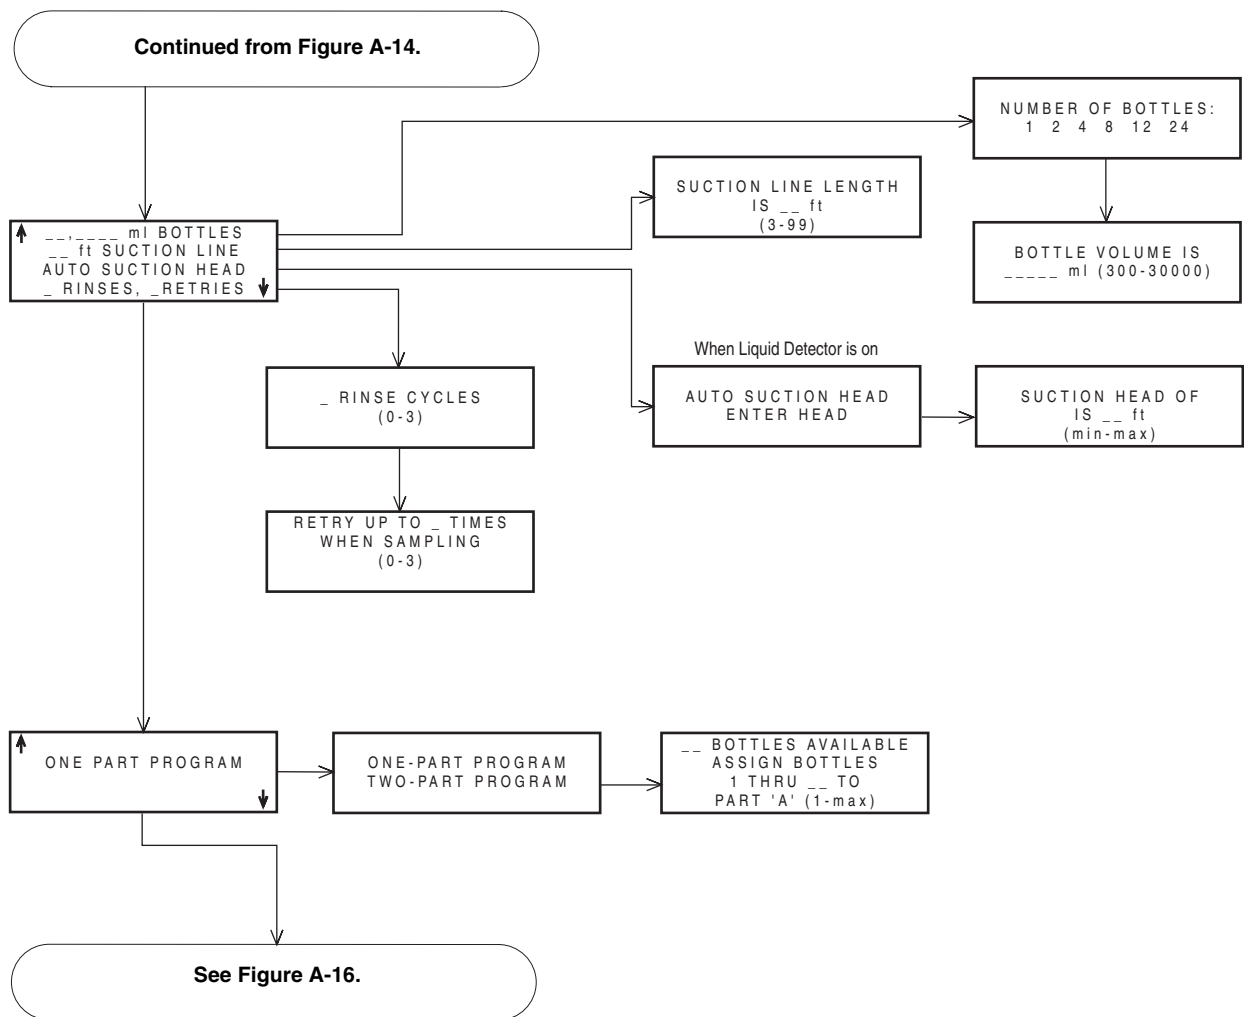 Continued from Figure A-14.
NUMBER OF BOTTLES:
1 2 4 8 12 24
SUCTION LINE LENGTH
IS __ ft
(3-99)
__,____ ml BOTTLES
__ ft SUCTION LINE
AUTO SUCTION HEAD
_ RINSES, _RETRIES
BOTTLE VOLUME IS
_____ ml (300-30000)
When Liquid Detector is on
_ RINSE CYCLES
(0-3)
AUTO SUCTION HEAD
ENTER HEAD
SUCTION HEAD OF
IS __ ft
(min-max)
RETRY UP TO _ TIMES
WHEN SAMPLING
(0-3)
ONE PART PROGRAM
ONE-PART PROGRAM
TWO-PART PROGRAM
__ BOTTLES AVAILABLE
ASSIGN BOTTLES
1 THRU __ TO
PART 'A' (1-max)
See Figure A-16.